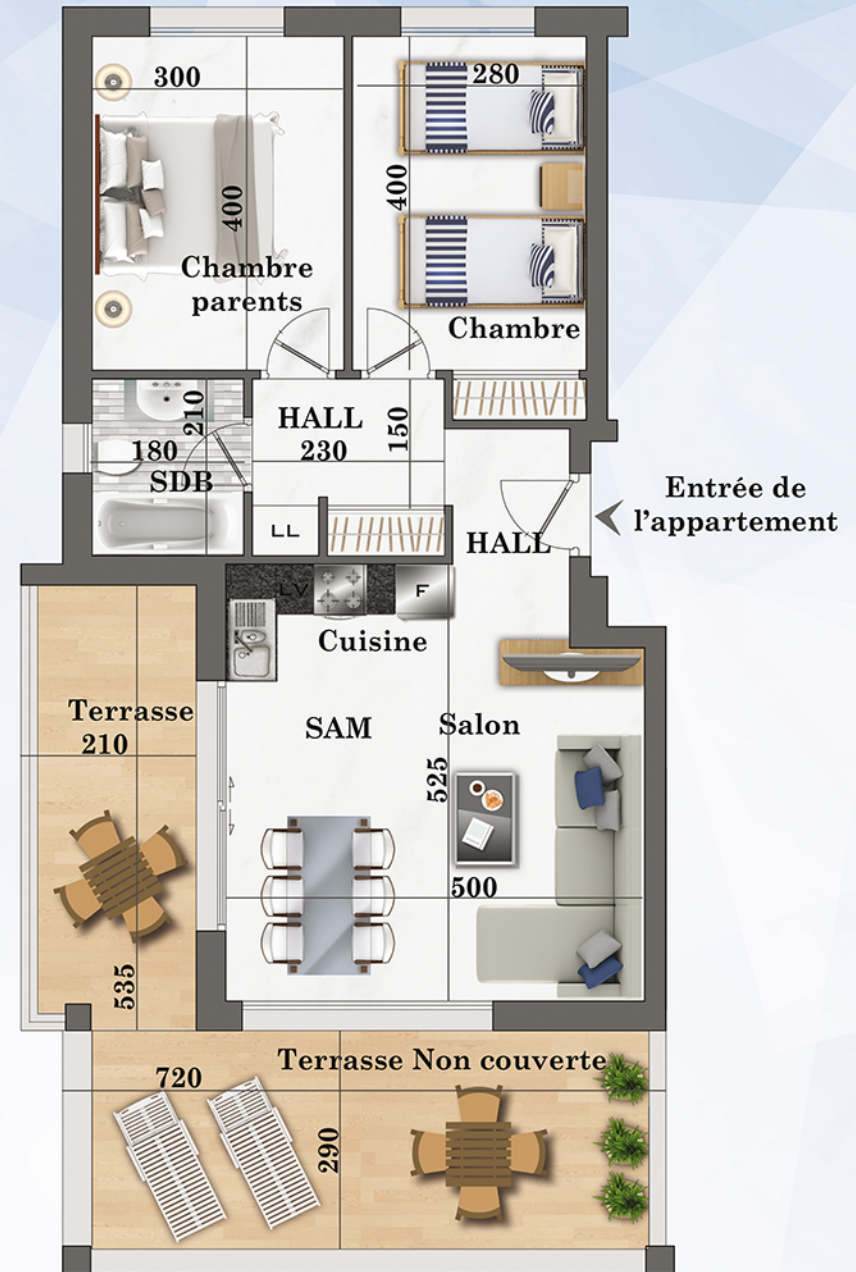 300
280
400
400
Chambre
parents
Chambre
210
HALL
150
180
230
SDB
Entrée de
l'appartement
LL
HALL
LV
F
Cuisine
Terrasse
210
SAM
Salon
525
500
535
Terrasse Non couverte
720
290